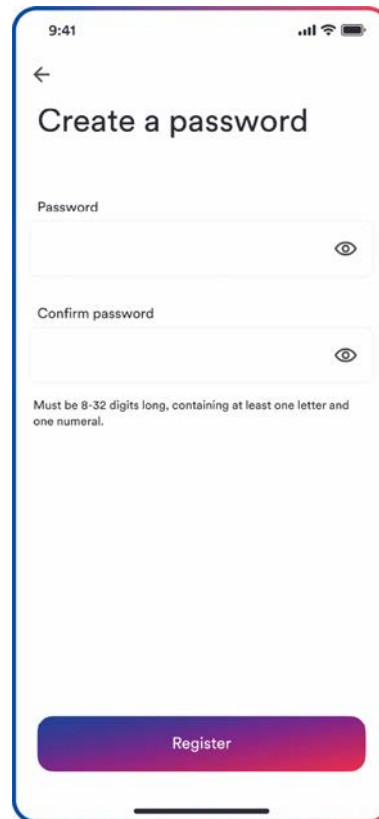 9:41
Create a password
Password
Confirm password
Must be 8-32 digits long, containing at least one letter and
one numeral.
Register